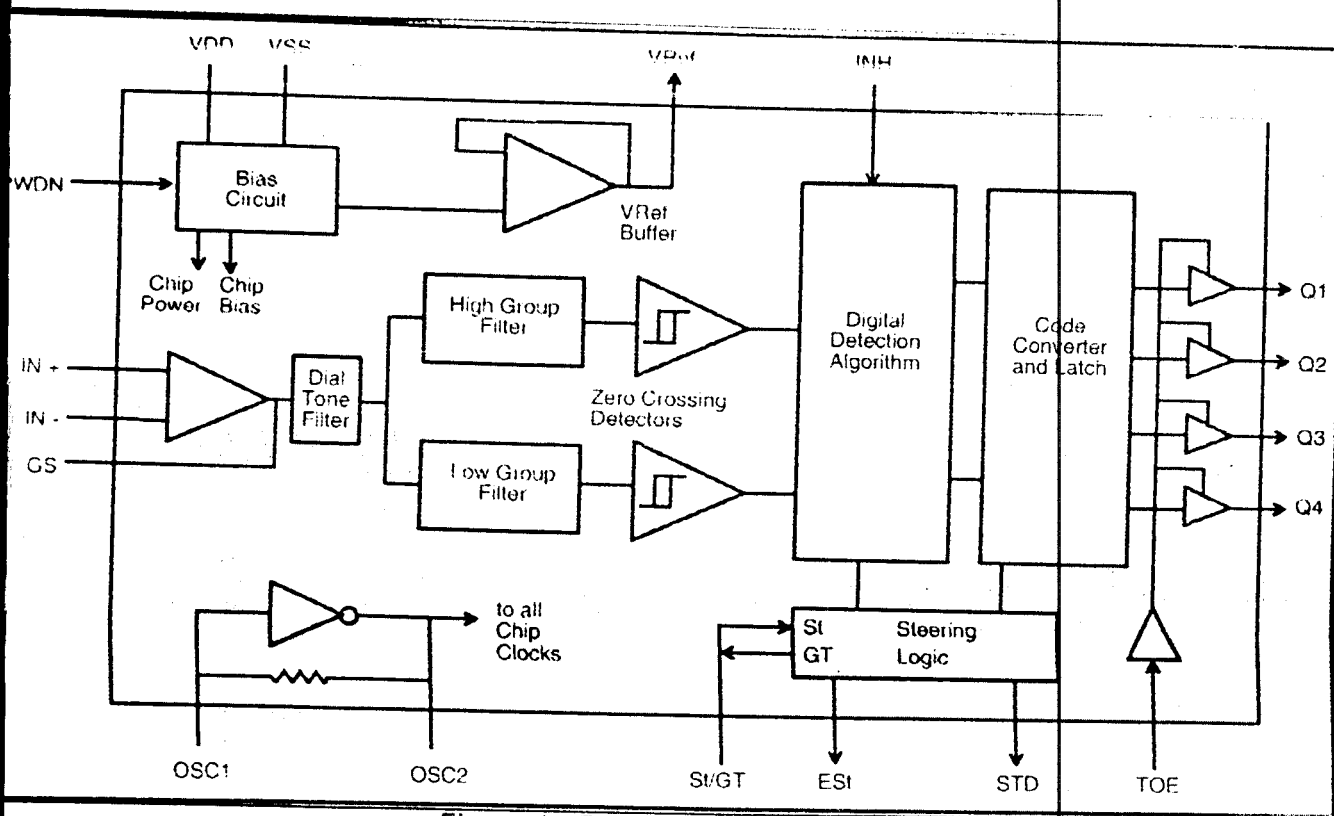 VDD VSS
VRef
INH
PWDN
Bias
Circuit
VRef
Buffer
Chip
Power
Chip
Bias
High Group
Filter
Digital
Detection
Algorithm
Code
Converter
and Latch
Q1
Q2
Q3
Q4
IN +
IN -
GS
Dial
Tone
Filter
Zero Crossing
Detectors
Low Group
Filter
to all
Chip
Clocks
St
GT
Steering
Logic
OSC1
OSC2
St/GT
ESt
STD
TOE